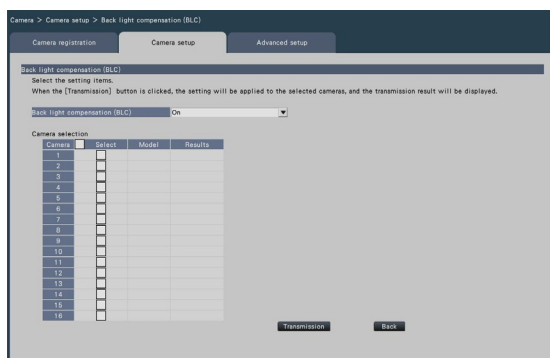 Camera > Camera setup > Back light compensation (BLC)
Camera registration Camera setup Advanced setup
Back light compensation (BLC)
Select the setting items.
When the [Transmission] button is clicked, the setting will be applied to the selected cameras, and the transmission result will be displayed.
Back light compensation (BLC) On
Camera selection
Camera Select Model Results
1
2
3
4
5
6
7
8
9
10
11
12
13
14
15
16
Transmission Back